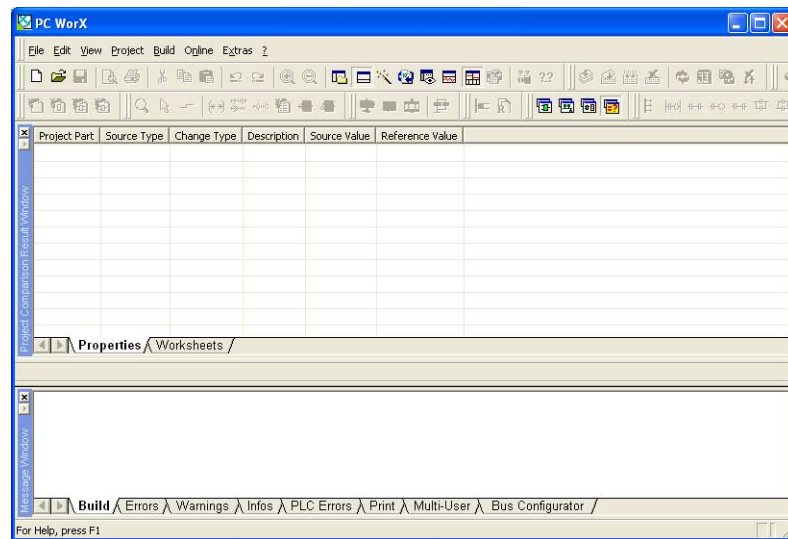 PC WorX
File Edit View Project Build Online Extras ?
Project Part Source Type Change Type Description Source Value Reference Value
Project Comparison Result Window
Properties Worksheets
Message Window
Build Errors Warnings Infos PLC Errors Print Multi-User Bus Configurator
For Help, press F1